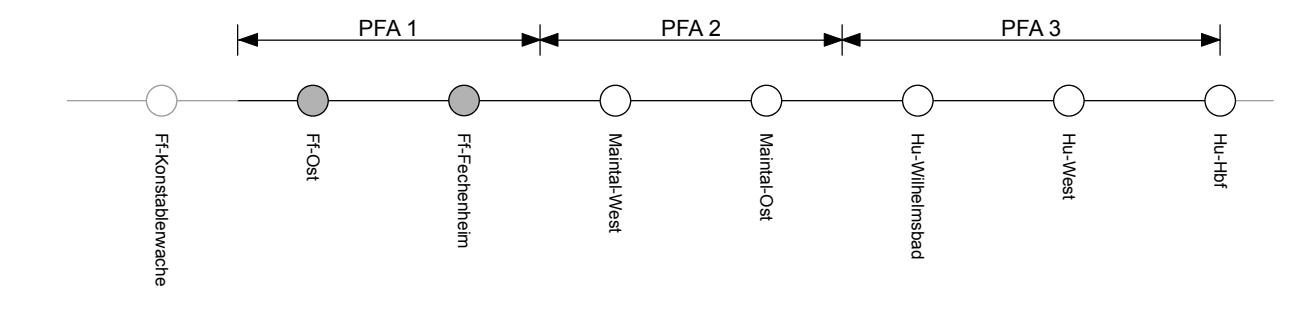 PFA 1
PFA 2
PFA 3
Ff-Konstablerwache
Ff-Ost
Ff-Fechenheim
Maintal-West
Maintal-Ost
Hu-Wilhelmsbad
Hu-West
Hu-Hbf